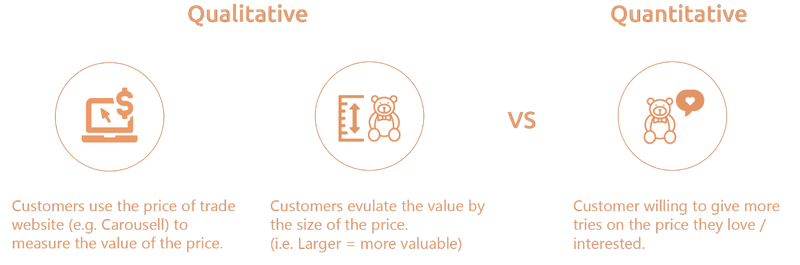 Qualitative
Quantitative
VS
Customers use the price of trade
website (e.g. Carousell) to
measure the value of the price.
Customers evulate the value by
the size of the price.
(i.e. Larger = more valuable)
Customer willing to give more
tries on the price they love /
interested.